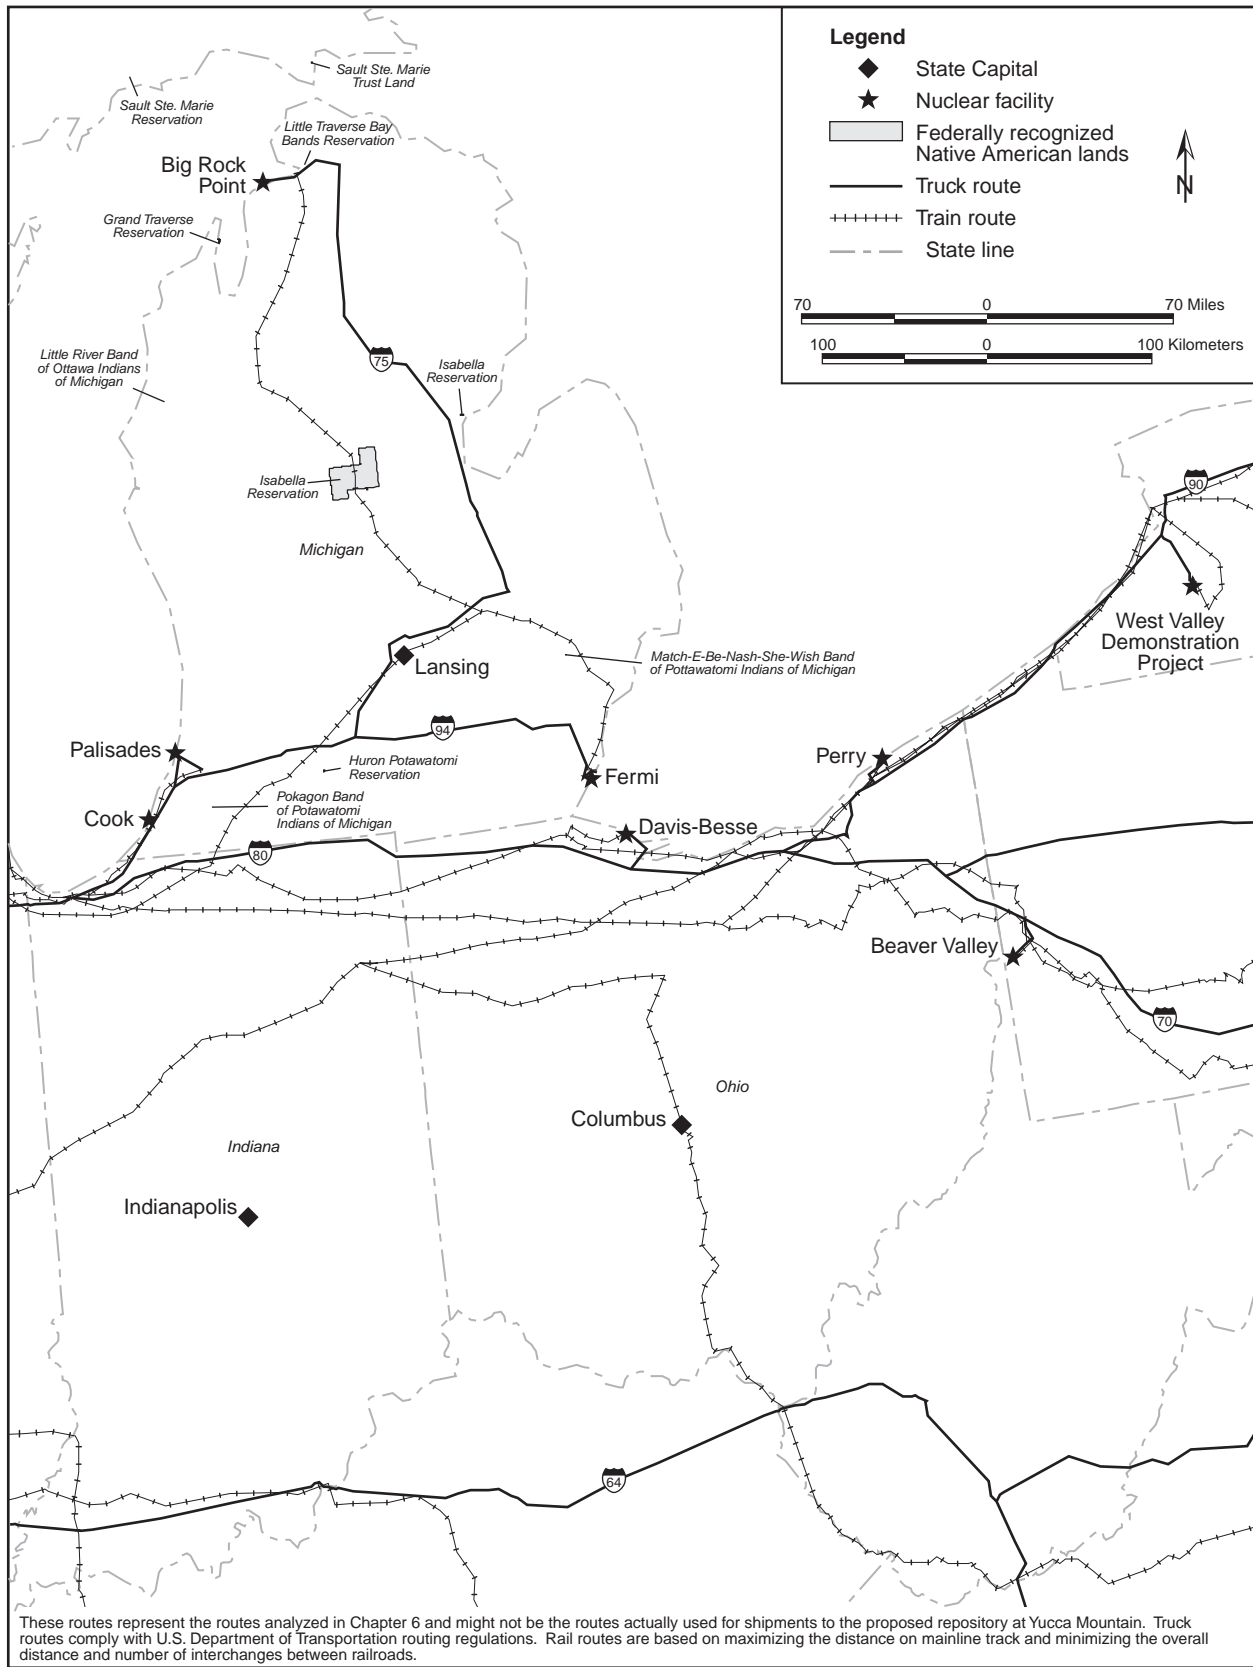 Legend
State Capital
Nuclear facility
Federally recognized
Native American lands
Truck route
Train route
State line
N
70 0 70 Miles
100 0 100 Kilometers
Sault Ste. Marie
Trust Land
Sault Ste. Marie
Reservation
Little Traverse Bay
Bands Reservation
Big Rock
Point
Grand Traverse
Reservation
Little River Band
of Ottawa Indians
of Michigan
75
Isabella
Reservation
Isabella
Reservation
Michigan
90
West Valley
Demonstration
Project
Lansing
Match-E-Be-Nash-She-Wish Band
of Pottawatomi Indians of Michigan
94
Palisades
Huron Potawatomi
Reservation
Fermi
Perry
Cook
Pokagon Band
of Potawatomi
Indians of Michigan
Davis-Besse
80
Beaver Valley
70
Ohio
Columbus
Indiana
Indianapolis
64
These routes represent the routes analyzed in Chapter 6 and might not be the routes actually used for shipments to the proposed repository at Yucca Mountain. Truck
routes comply with U.S. Department of Transportation routing regulations. Rail routes are based on maximizing the distance on mainline track and minimizing the overall
distance and number of interchanges between railroads.